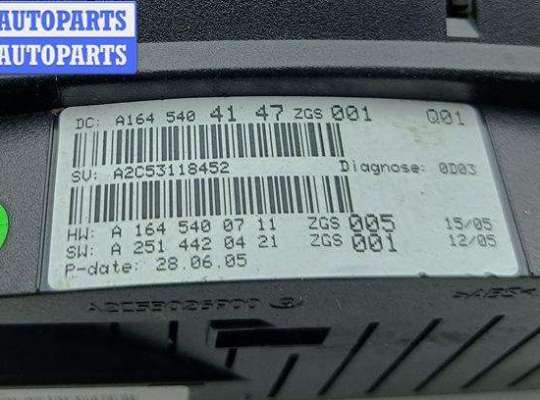 AUTOPARTS
AUTOPARTS
DC: A164 540 41 47 ZGS 001 Q01
SV: A2C53118452 Diagnose: 0D03
HW: A 164 540 07 11 ZGS 005 15/05
SW: A 251 442 04 21 ZGS 001 12/05
P-date: 28.06.05
>ABS<